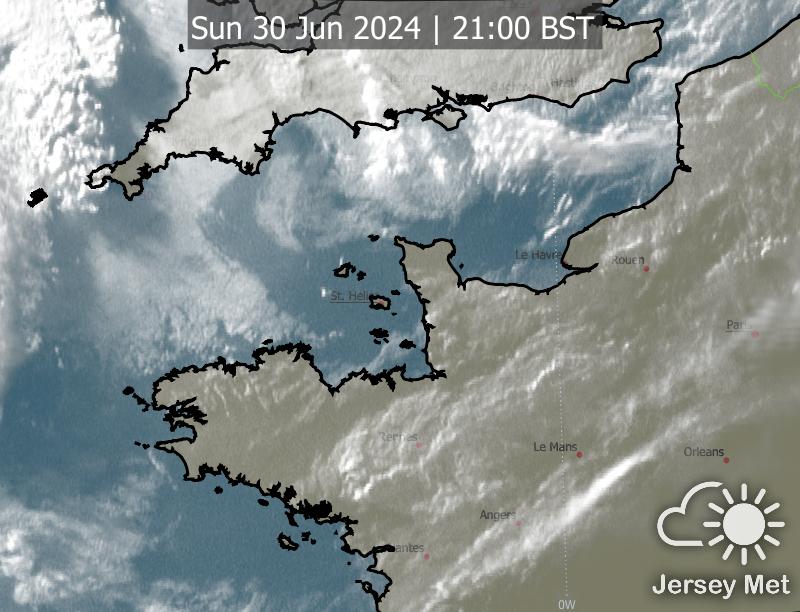 Sun 30 Jun 2024 | 21:00 BST
Le Havre
Rouen
St. Helier
Paris
Rennes
Le Mans
Orleans
Angers
Nantes
Jersey Met
0W